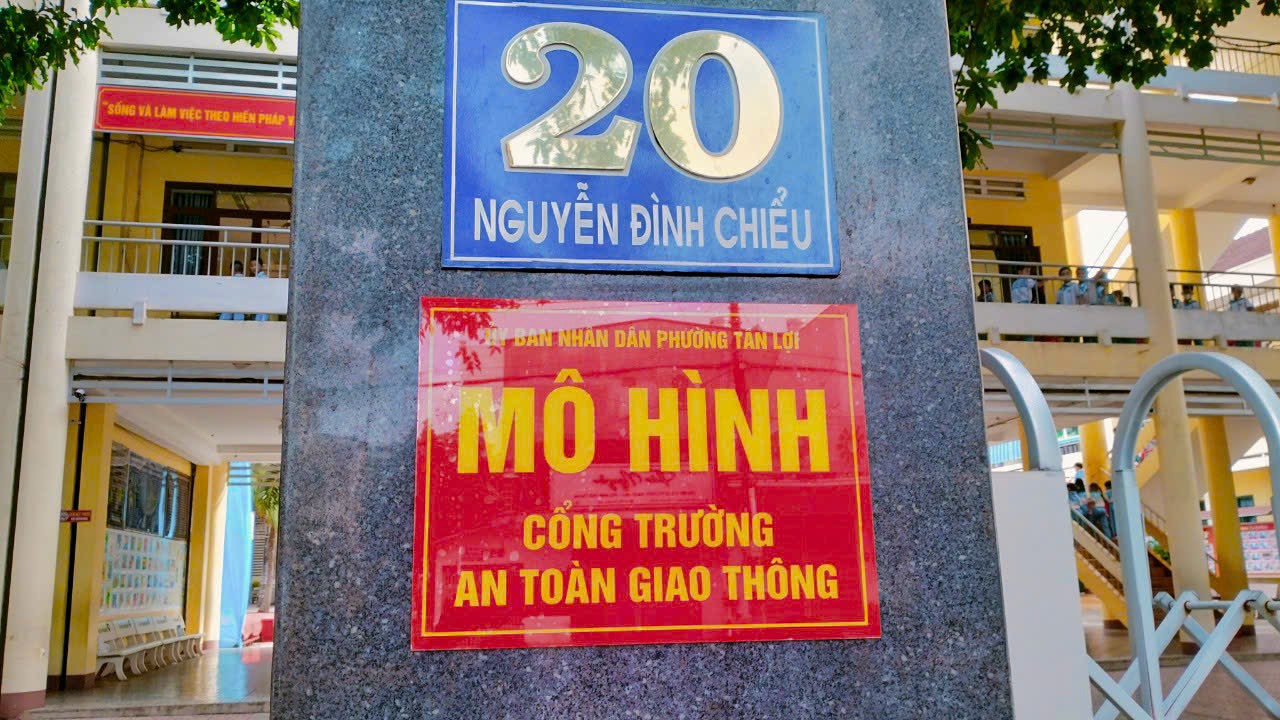 "SỐNG VÀ LÀM VIỆC THEO HIẾN PHÁP V
20
NGUYỄN ĐÌNH CHIỂU
ỦY BAN NHÂN DÂN PHƯỜNG TÂN LỢI
MÔ HÌNH
CỔNG TRƯỜNG
AN TOÀN GIAO THÔNG